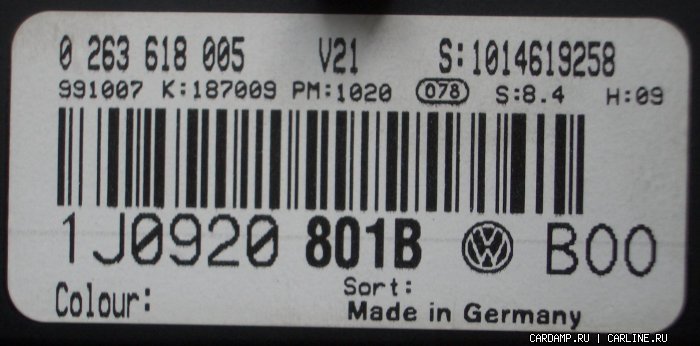 0 263 618 005 V21 S:1014619258
991007 K:187009 PM:1020 078 S:8.4 H:09
1J0920 801B VW B00
Sort:
Colour:
Made in Germany
CARDAMP.RU | CARLINE.RU